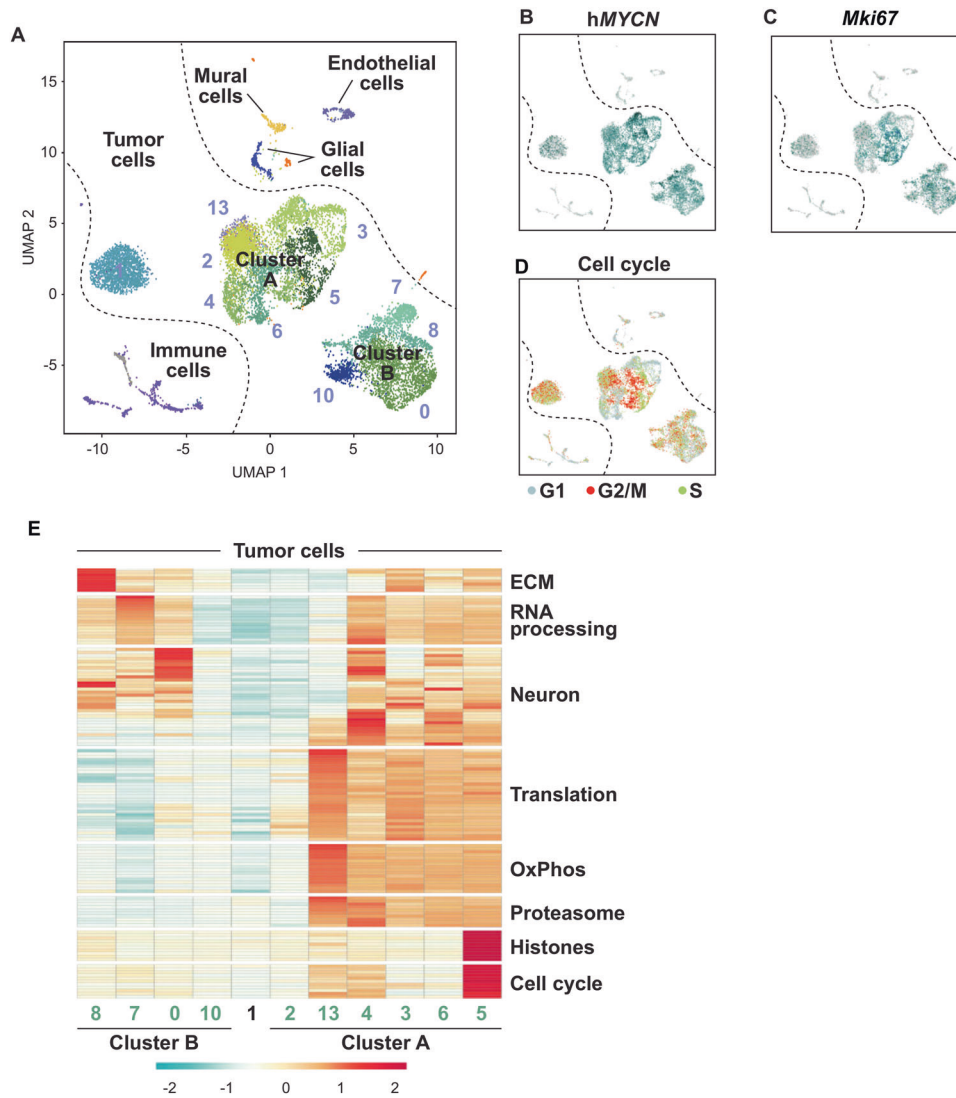 A
Mural
cells
Endothelial
cells
Tumor
cells
Glial
cells
13
2
Cluster
A
3
4
5
6
7
8
Cluster
B
10
0
Immune
cells
15
10
5
0
-5
UMAP 2
-10
-5
0
5
10
UMAP 1
B
hMYCN
C
Mki67
D
Cell cycle
G1
G2/M
S
E
Tumor cells
ECM
RNA
processing
Neuron
Translation
OxPhos
Proteasome
Histones
Cell cycle
8 7 0 10 1 2 13 4 3 6 5
Cluster B
Cluster A
-2 -1 0 1 2